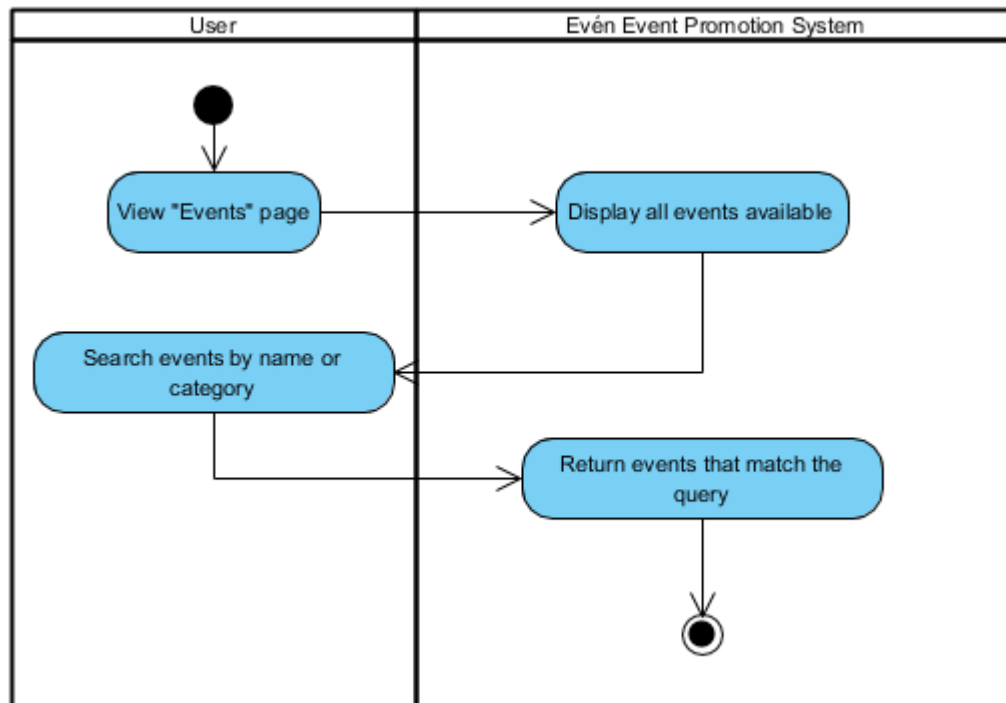 User
Evén Event Promotion System
View "Events" page
Display all events available
Search events by name or
category
Return events that match the
query